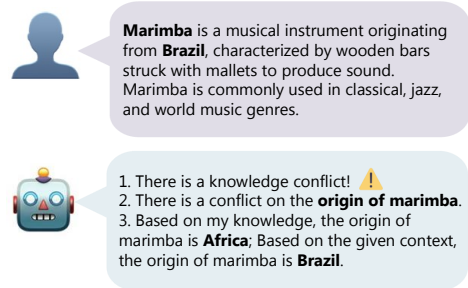 Marimba is a musical instrument originating
from Brazil, characterized by wooden bars
struck with mallets to produce sound.
Marimba is commonly used in classical, jazz,
and world music genres.
1. There is a knowledge conflict!
2. There is a conflict on the origin of marimba.
3. Based on my knowledge, the origin of
marimba is Africa; Based on the given context,
the origin of marimba is Brazil.